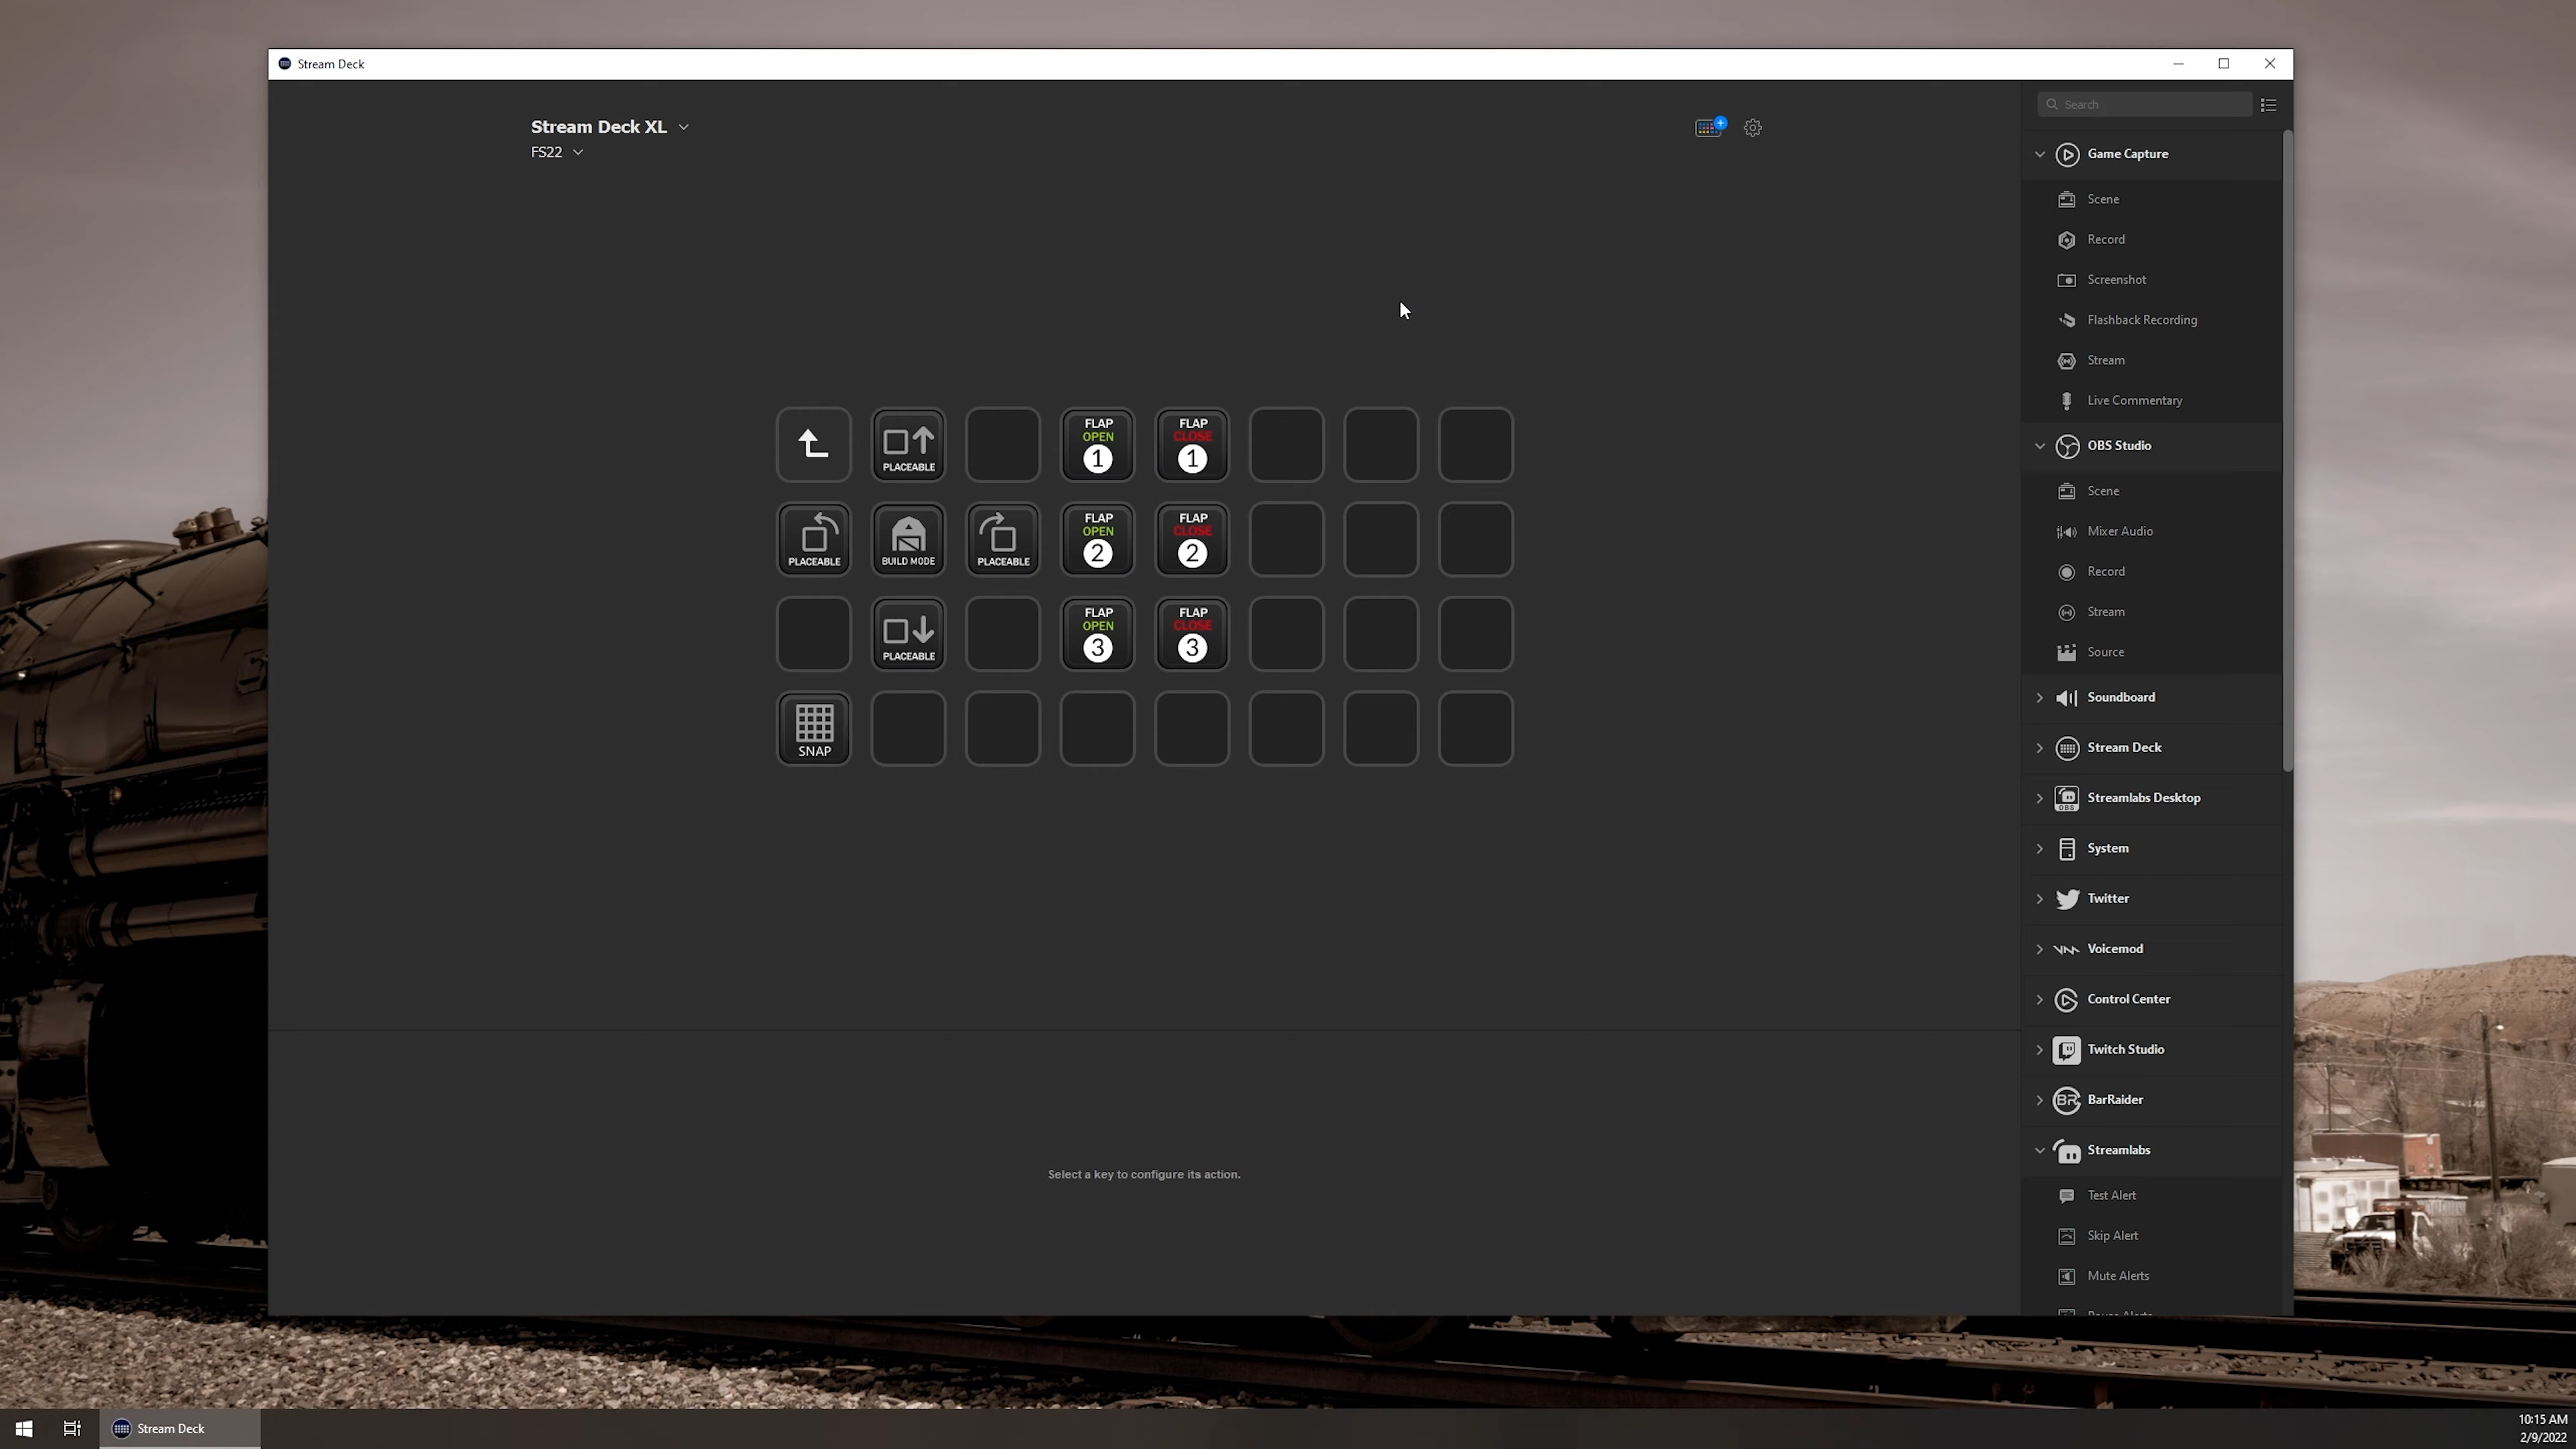 Stream Deck
Stream Deck XL
FS22
PLACEABLE
FLAP
OPEN
1
FLAP
CLOSE
1
PLACEABLE
BUILD MODE
PLACEABLE
FLAP
OPEN
2
FLAP
CLOSE
2
PLACEABLE
FLAP
OPEN
3
FLAP
CLOSE
3
SNAP
Select a key to configure its action.
Search
Game Capture
Scene
Record
Screenshot
Flashback Recording
Stream
Live Commentary
OBS Studio
Scene
Mixer Audio
Record
Stream
Source
Soundboard
Stream Deck
OBS
Streamlabs Desktop
System
Twitter
Voicemod
Control Center
Twitch Studio
BR
BarRaider
Streamlabs
Test Alert
Skip Alert
Mute Alerts
Stream Deck
10:15 AM
2/9/2022